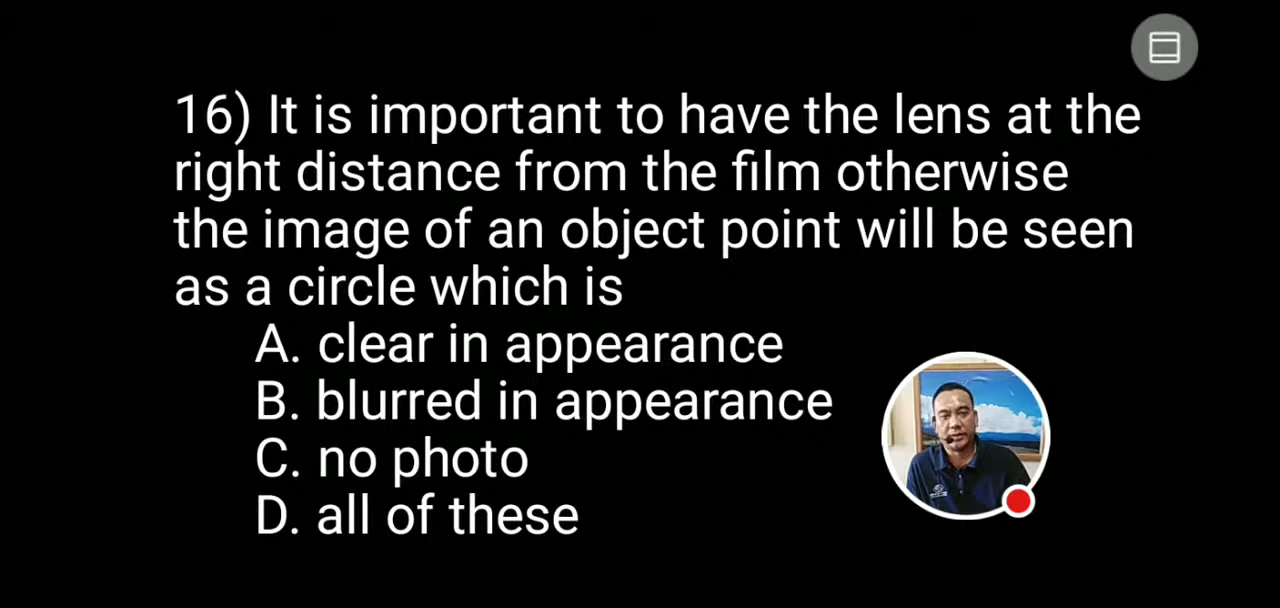 16) It is important to have the lens at the
right distance from the film otherwise
the image of an object point will be seen
as a circle which is
A. clear in appearance
B. blurred in appearance
C. no photo
D. all of these